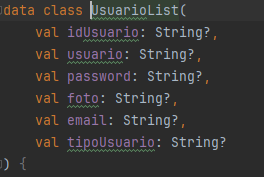 data class UsuarioList(
val idUsuario: String?,
val usuario: String?,
val password: String?,
val foto: String?,
val email: String?,
val tipoUsuario: String?
) {